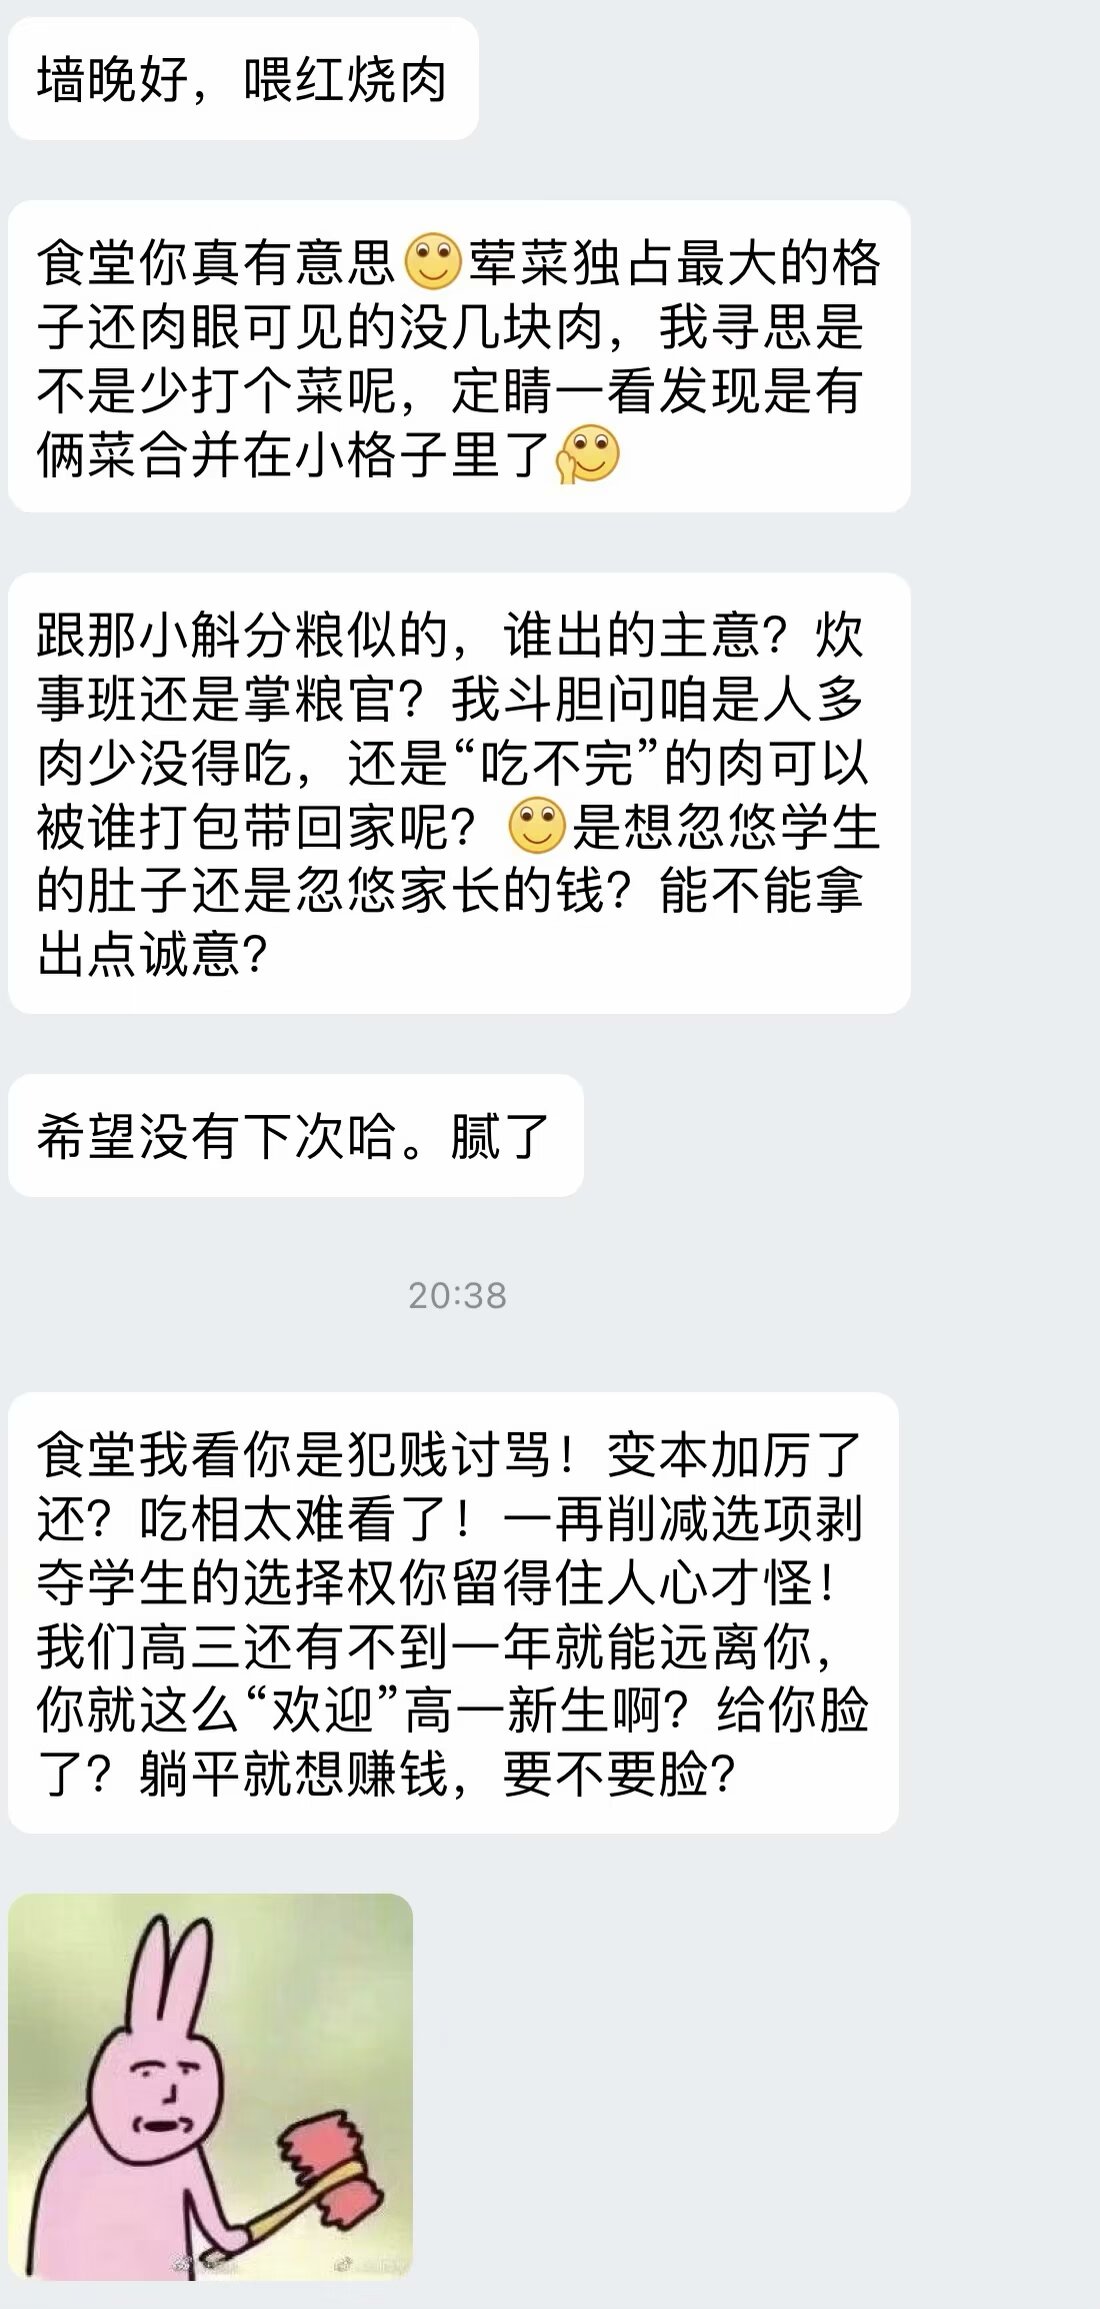 墙晚好，喂红烧肉
食堂你真有意思荤菜独占最大的格
子还肉眼可见的没几块肉，我寻思是
不是少打个菜呢，定睛一看发现是有
俩菜合并在小格子里了
跟那小斛分粮似的，谁出的主意？炊
事班还是掌粮官？我斗胆问咱是人多
肉少没得吃，还是“吃不完”的肉可以
被谁打包带回家呢？是想忽悠学生
的肚子还是忽悠家长的钱？能不能拿
出点诚意？
希望没有下次哈。腻了
20:38
食堂我看你是犯贱讨骂！变本加厉了
还？吃相太难看了！一再削减选项剥
夺学生的选择权你留得住人心才怪！
我们高三还有不到一年就能远离你，
你就这么“欢迎”高一新生啊？给你脸
了？躺平就想赚钱，要不要脸？